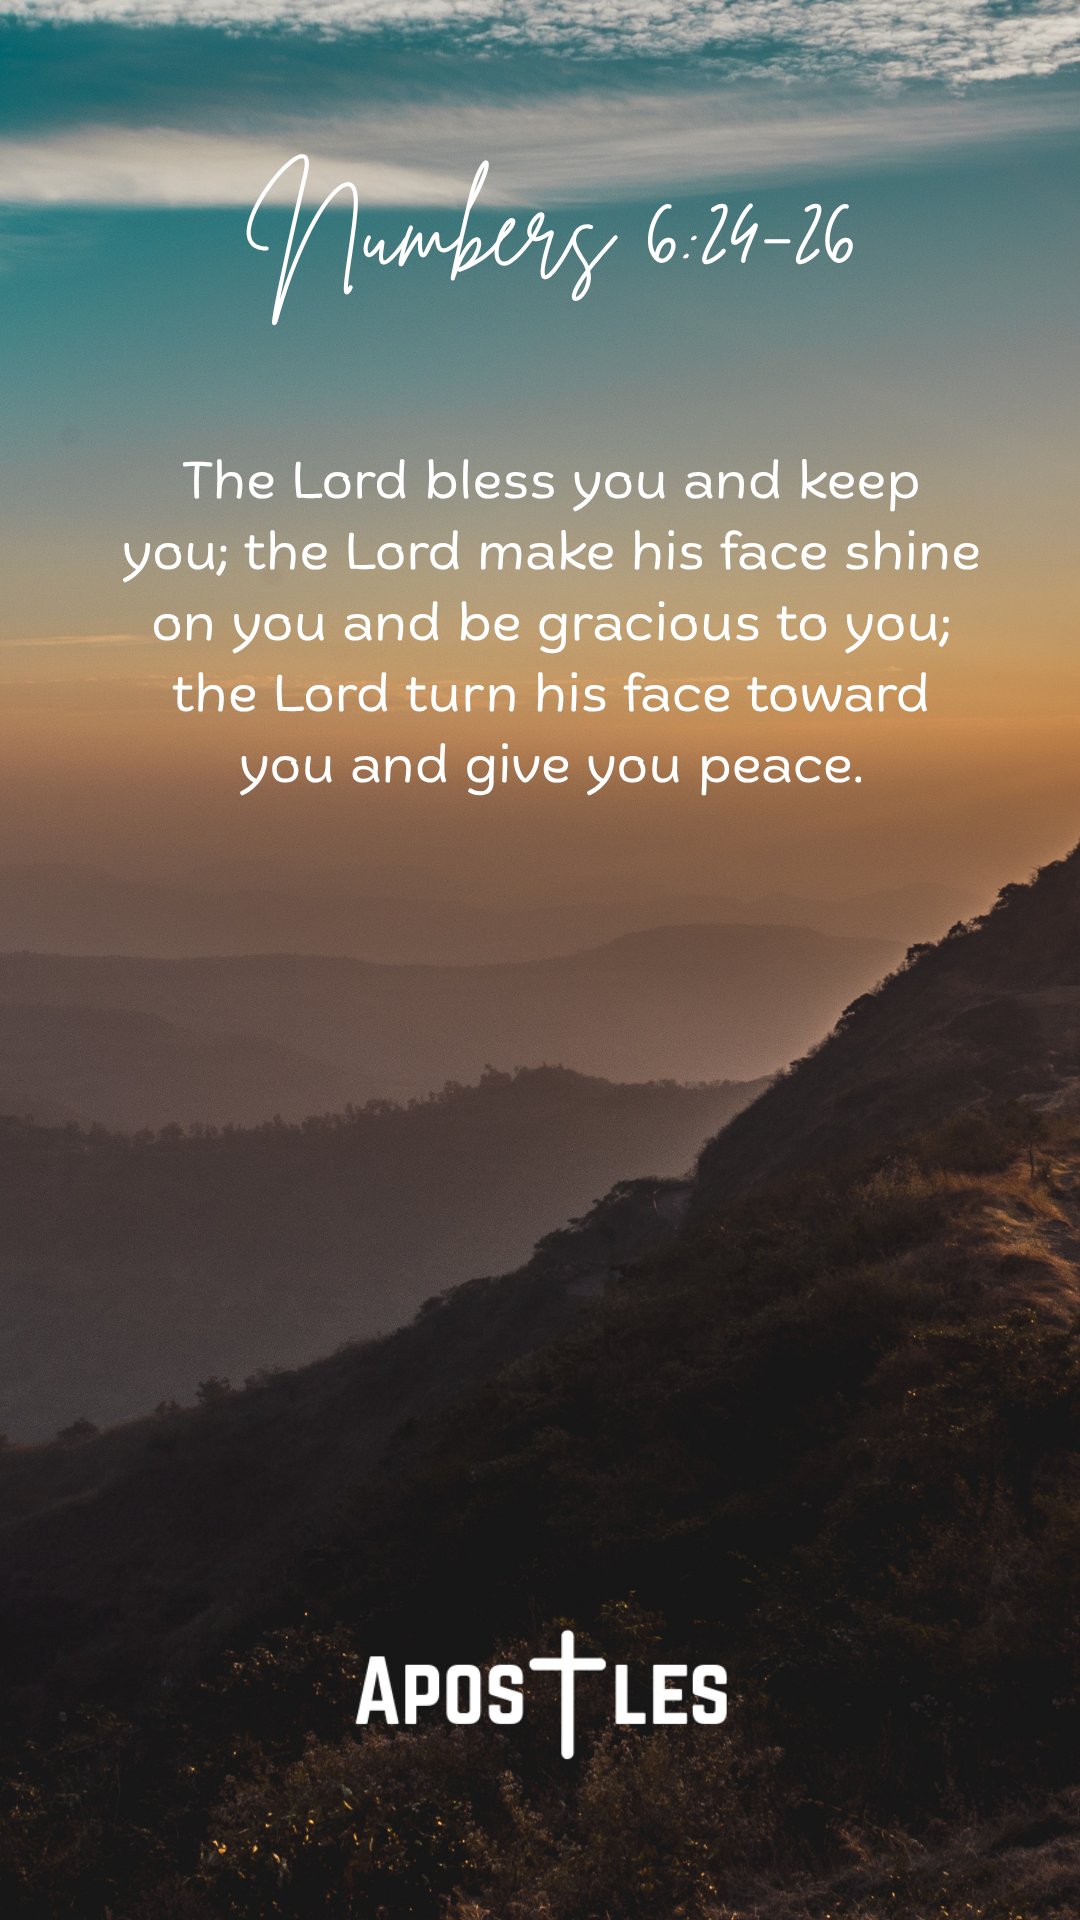 Numbers 6:24-26
The Lord bless you and keep
you; the Lord make his face shine
on you and be gracious to you;
the Lord turn his face toward
you and give you peace.
APOSTLES